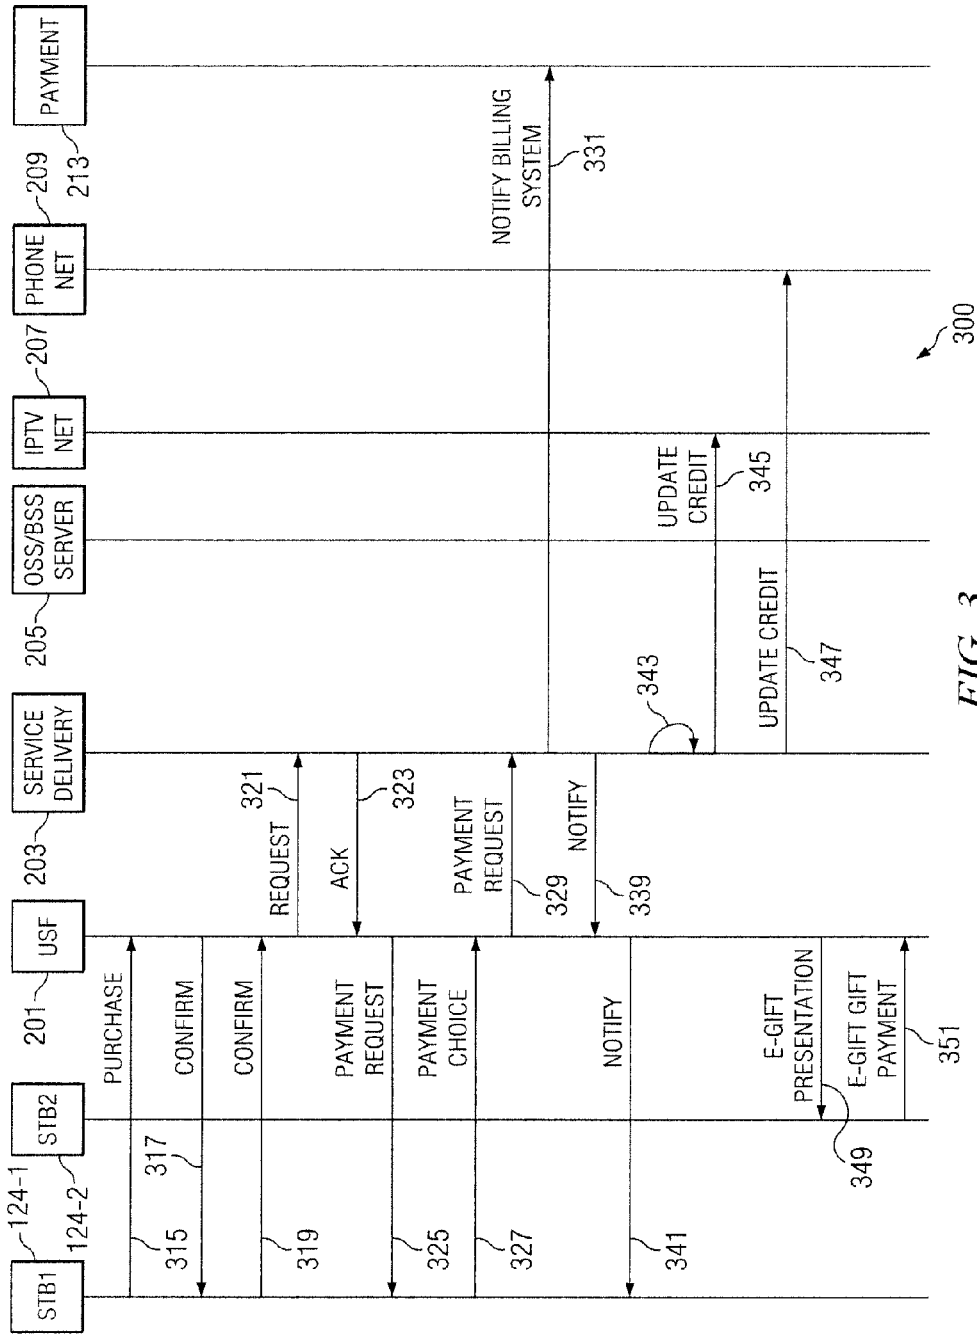 STB1
124-1
STB2
124-2
USF
201
SERVICE
DELIVERY
203
OSS/BSS
SERVER
205
IPTV
NET
207
PHONE
NET
209
PAYMENT
213
PURCHASE
315
CONFIRM
317
CONFIRM
319
REQUEST
321
ACK
323
PAYMENT
REQUEST
325
PAYMENT
CHOICE
327
PAYMENT
REQUEST
329
NOTIFY BILLING
SYSTEM
331
NOTIFY
339
NOTIFY
341
343
UPDATE
CREDIT
345
UPDATE CREDIT
347
E-GIFT
PRESENTATION
349
E-GIFT GIFT
PAYMENT
351
300
FIG. 3